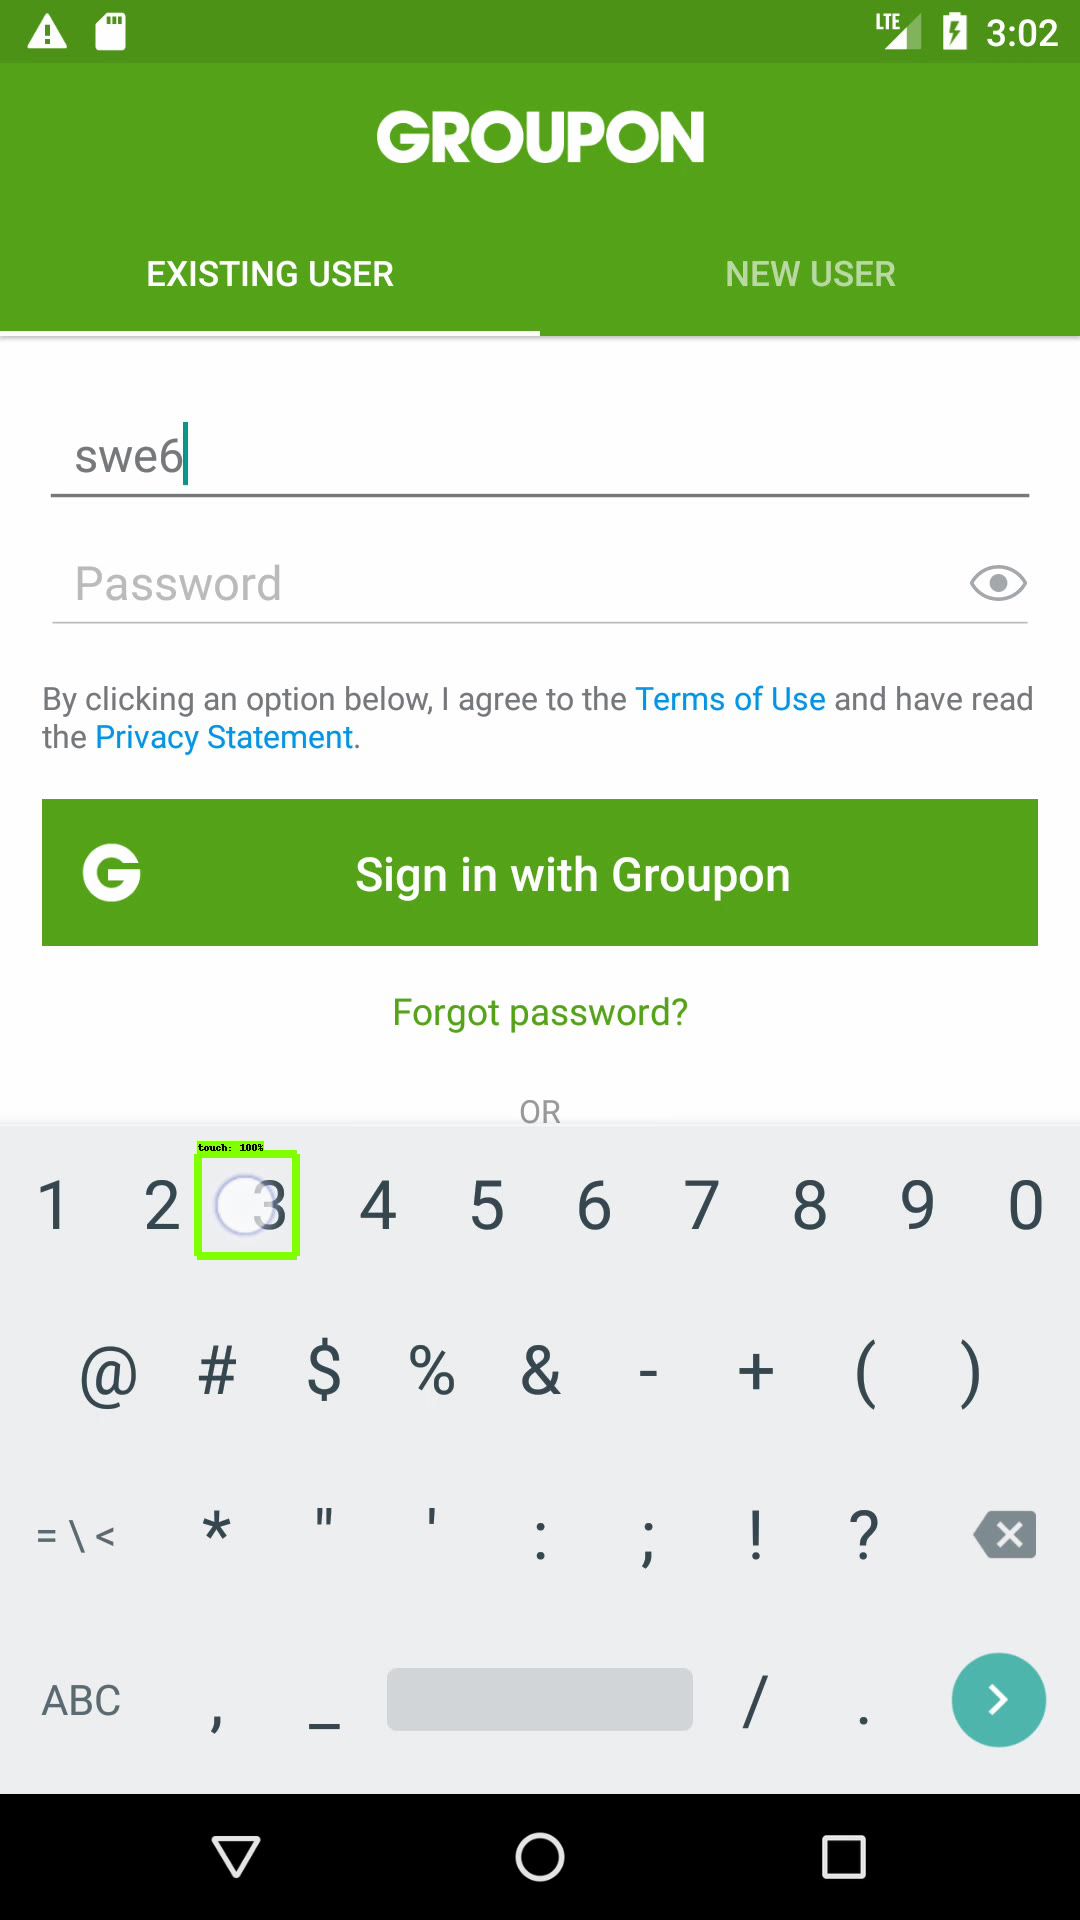 LTE 3:02
GROUPON
EXISTING USER NEW USER
swe6
Password
By clicking an option below, I agree to the Terms of Use and have read
the Privacy Statement.
G Sign in with Groupon
Forgot password?
OR
touch: 100%
1 2 3 4 5 6 7 8 9 0
@ # $ % & - + ( )
= \ < * " ' : ; ! ?
ABC , _ / .